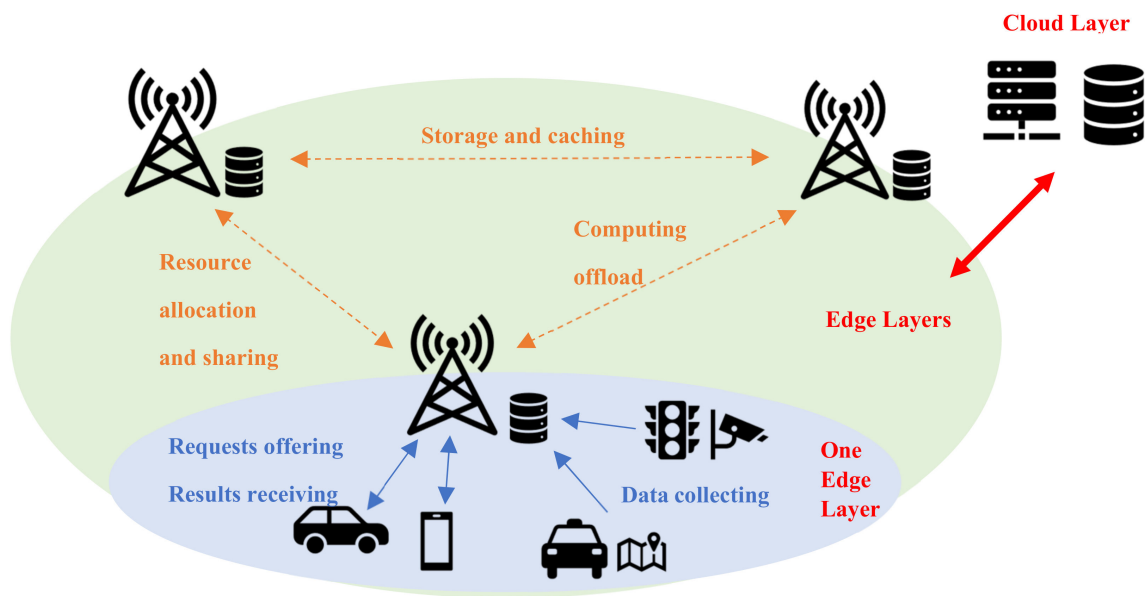 Cloud Layer
Storage and caching
Computing
offload
Resource
allocation
and sharing
Edge Layers
Requests offering
Results receiving
Data collecting
One
Edge
Layer